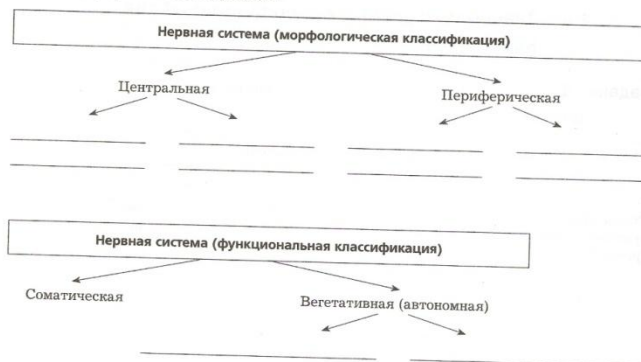 Нервная система (морфологическая классификация)
Центральная
Периферическая
Нервная система (функциональная классификация)
Соматическая
Вегетативная (автономная)